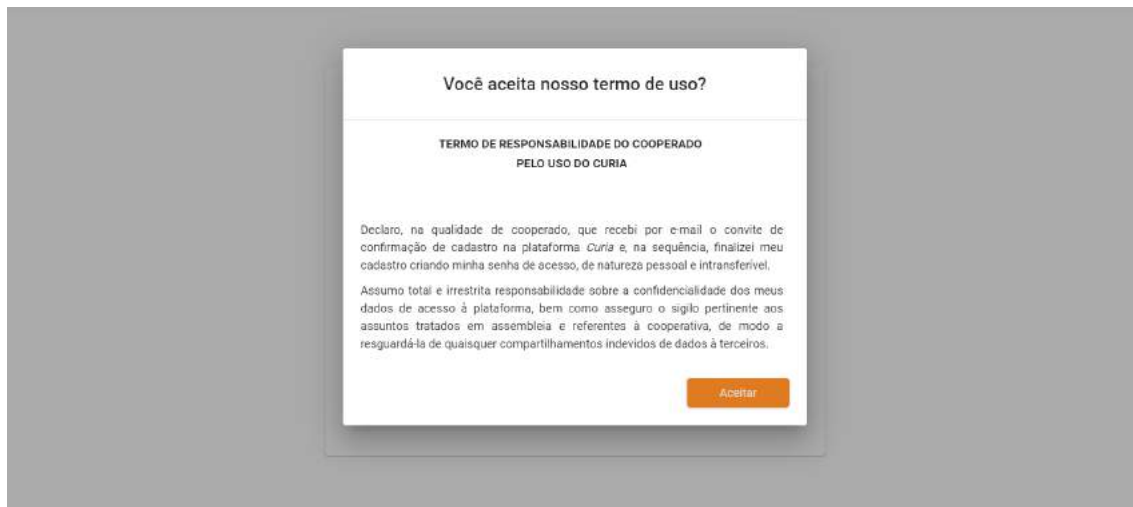 Você aceita nosso termo de uso?
TERMO DE RESPONSABILIDADE DO COOPERADO
PELO USO DO CURIA
Declaro, na qualidade de cooperado, que recebi por e-mail o convite de
confirmação de cadastro na plataforma Curia e, na sequência, finalizei meu
cadastro criando minha senha de acesso, de natureza pessoal e intransferível.
Assumo total e irrestrita responsabilidade sobre a confidencialidade dos meus
dados de acesso à plataforma, bem como asseguro o sigilo pertinente aos
assuntos tratados em assembleia e referentes à cooperativa, de modo a
resguardá-la de quaisquer compartilhamentos indevidos de dados à terceiros.
Aceitar